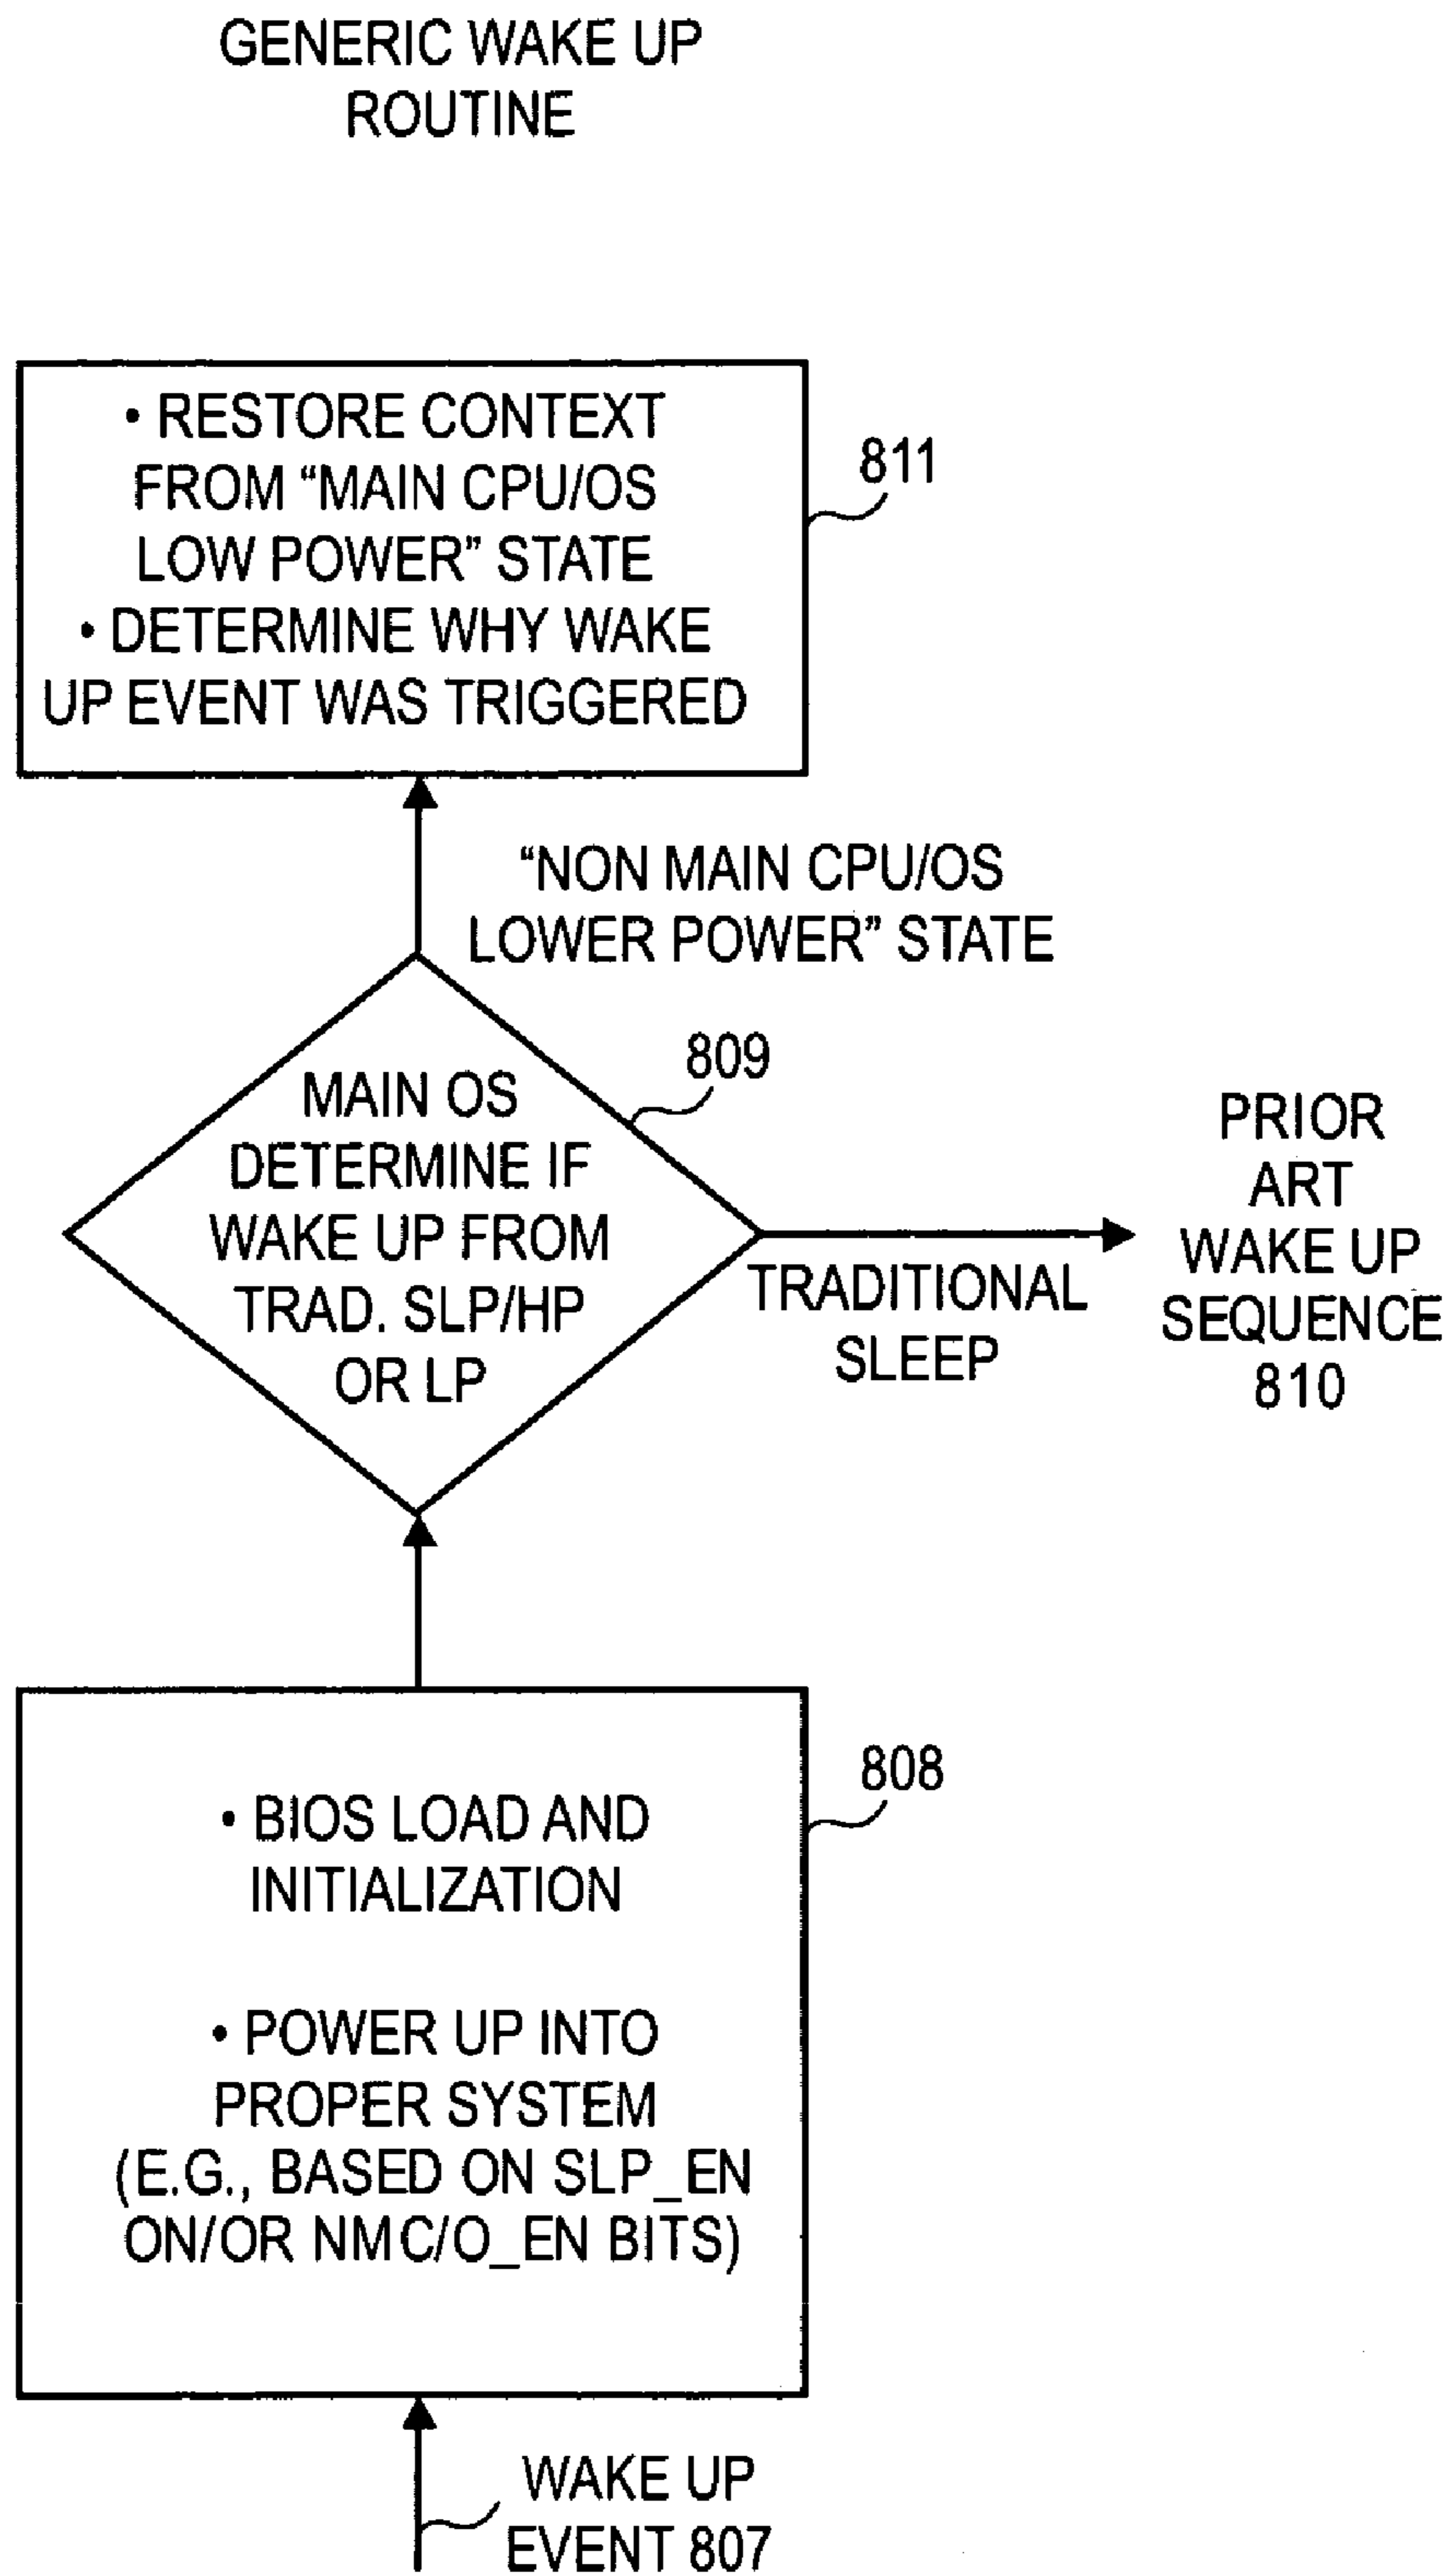 GENERIC WAKE UP
ROUTINE
• RESTORE CONTEXT
FROM “MAIN CPU/OS
LOW POWER” STATE
• DETERMINE WHY WAKE
UP EVENT WAS TRIGGERED
811
“NON MAIN CPU/OS
LOWER POWER” STATE
809
MAIN OS
DETERMINE IF
WAKE UP FROM
TRAD. SLP/HP
OR LP
TRADITIONAL
SLEEP
PRIOR
ART
WAKE UP
SEQUENCE
810
808
• BIOS LOAD AND
INITIALIZATION
• POWER UP INTO
PROPER SYSTEM
(E.G., BASED ON SLP_EN
ON/OR NMC/O_EN BITS)
WAKE UP
EVENT 807